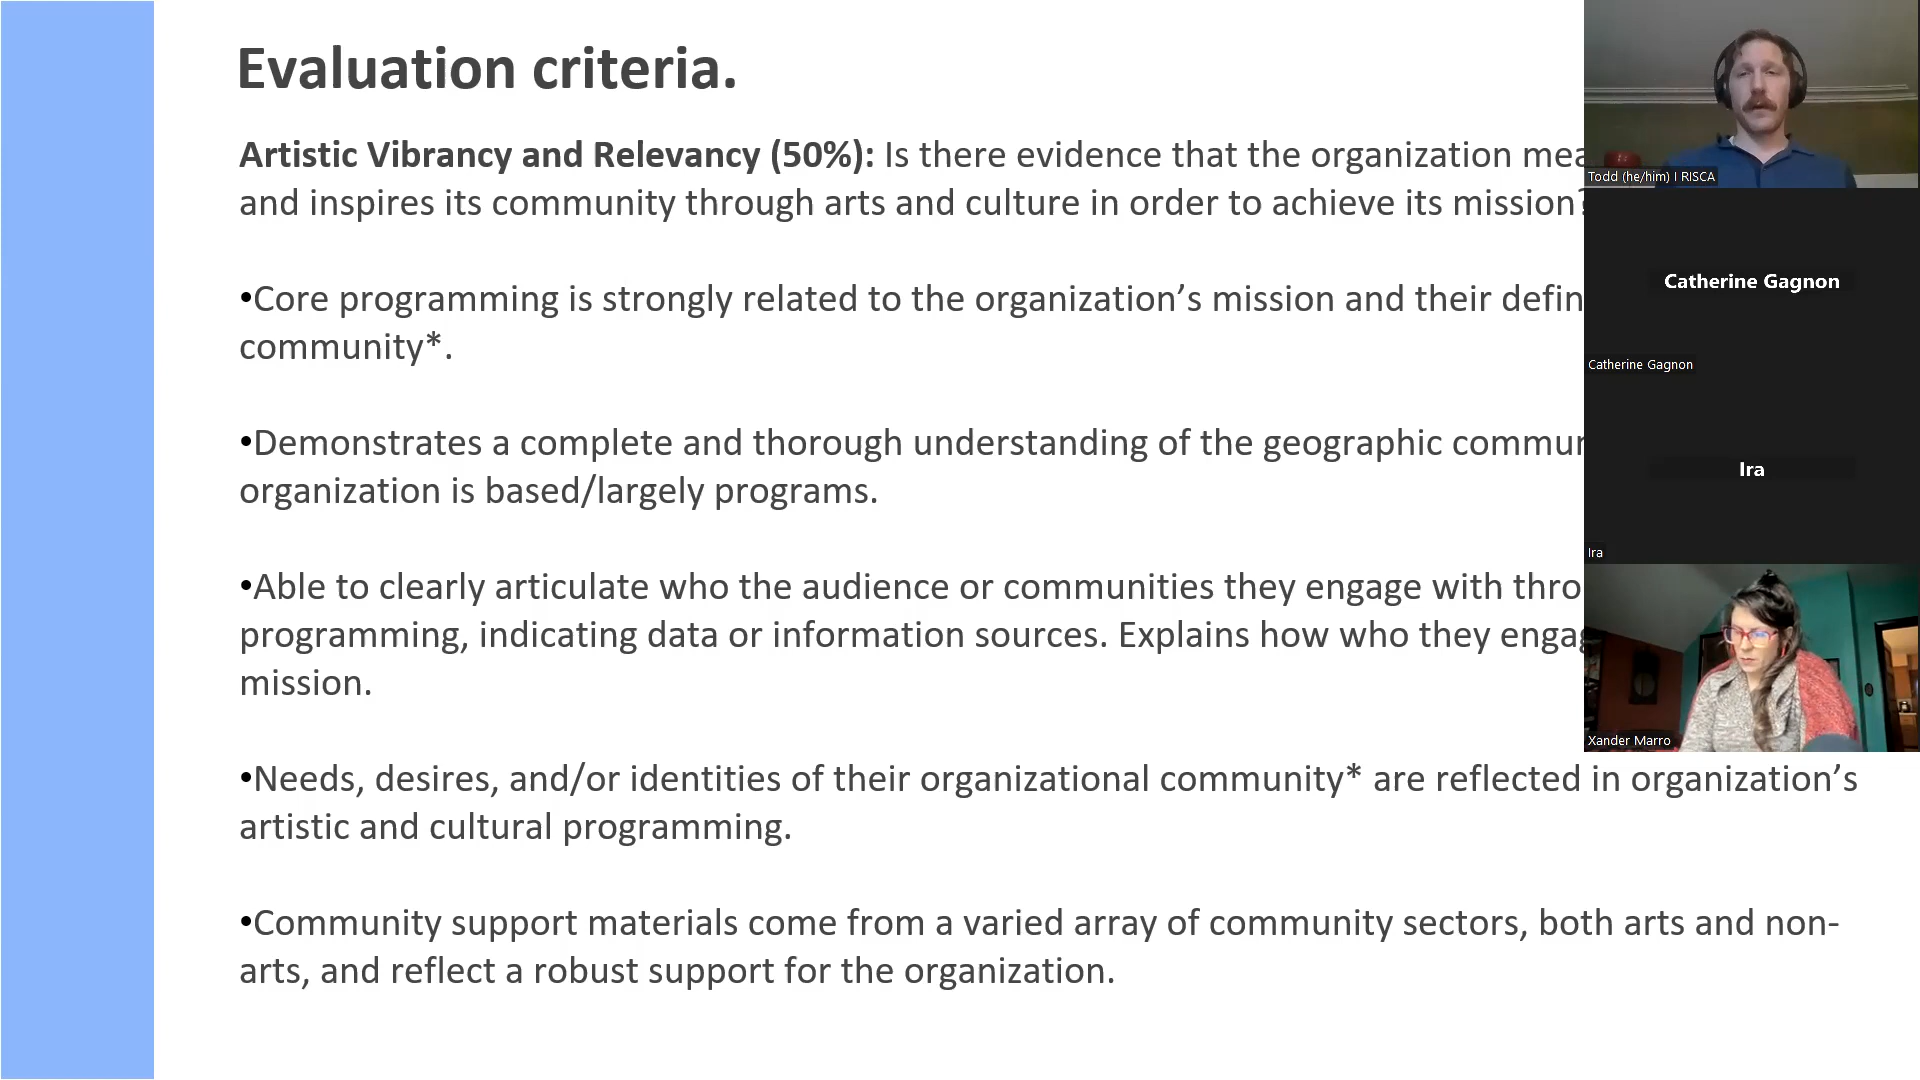 Evaluation criteria.
Artistic Vibrancy and Relevancy (50%): Is there evidence that the organization
and inspires its community through arts and culture in order to achieve its mission?
•Core programming is strongly related to the organization’s mission and their
community*.
•Demonstrates a complete and thorough understanding of the geographic
organization is based/largely programs.
•Able to clearly articulate who the audience or communities they engage with
programming, indicating data or information sources. Explains how who they
mission.
•Needs, desires, and/or identities of their organizational community* are reflected in organization’s
artistic and cultural programming.
•Community support materials come from a varied array of community sectors, both arts and non-
arts, and reflect a robust support for the organization.
Todd (he/him) I RISCA
Catherine Gagnon
Catherine Gagnon
Ira
Ira
Xander Marro